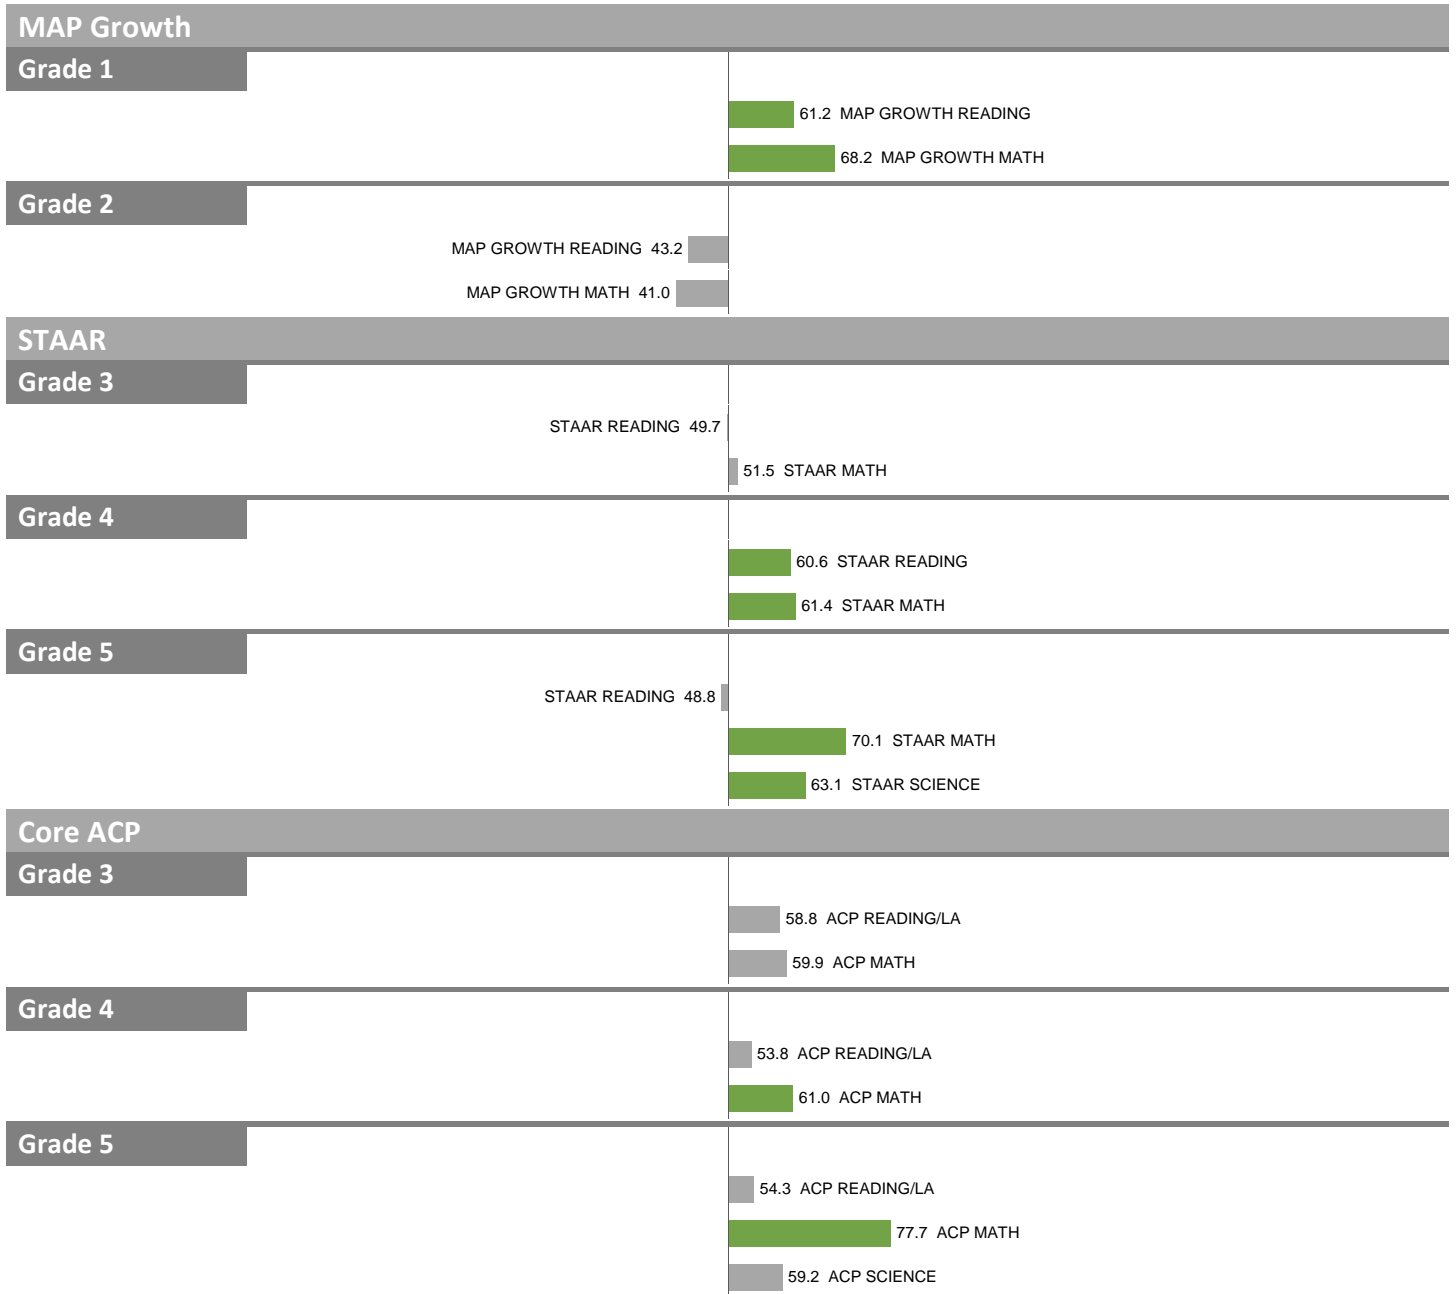 MAP Growth
Grade 1
61.2 MAP GROWTH READING
68.2 MAP GROWTH MATH
Grade 2
MAP GROWTH READING 43.2
MAP GROWTH MATH 41.0
STAAR
Grade 3
STAAR READING 49.7
51.5 STAAR MATH
Grade 4
60.6 STAAR READING
61.4 STAAR MATH
Grade 5
STAAR READING 48.8
70.1 STAAR MATH
63.1 STAAR SCIENCE
Core ACP
Grade 3
58.8 ACP READING/LA
59.9 ACP MATH
Grade 4
53.8 ACP READING/LA
61.0 ACP MATH
Grade 5
54.3 ACP READING/LA
77.7 ACP MATH
59.2 ACP SCIENCE